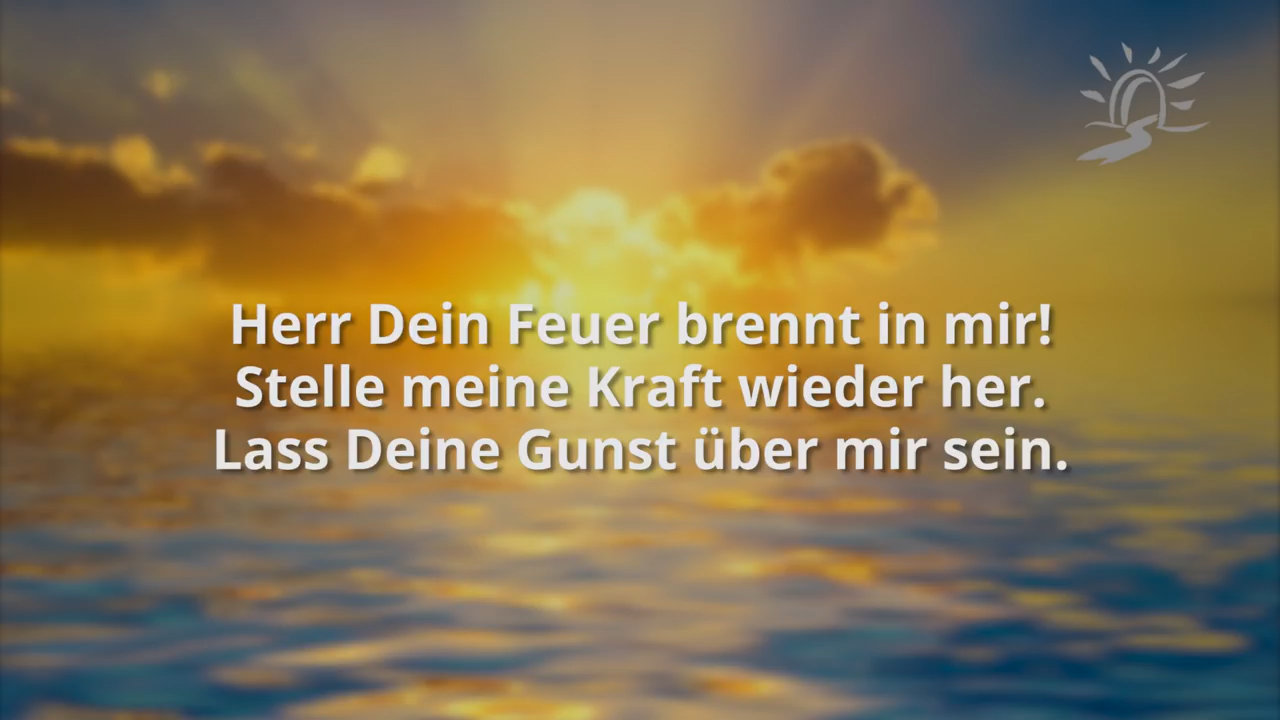 Herr Dein Feuer brennt in mir!
Stelle meine Kraft wieder her.
Lass Deine Gunst über mir sein.